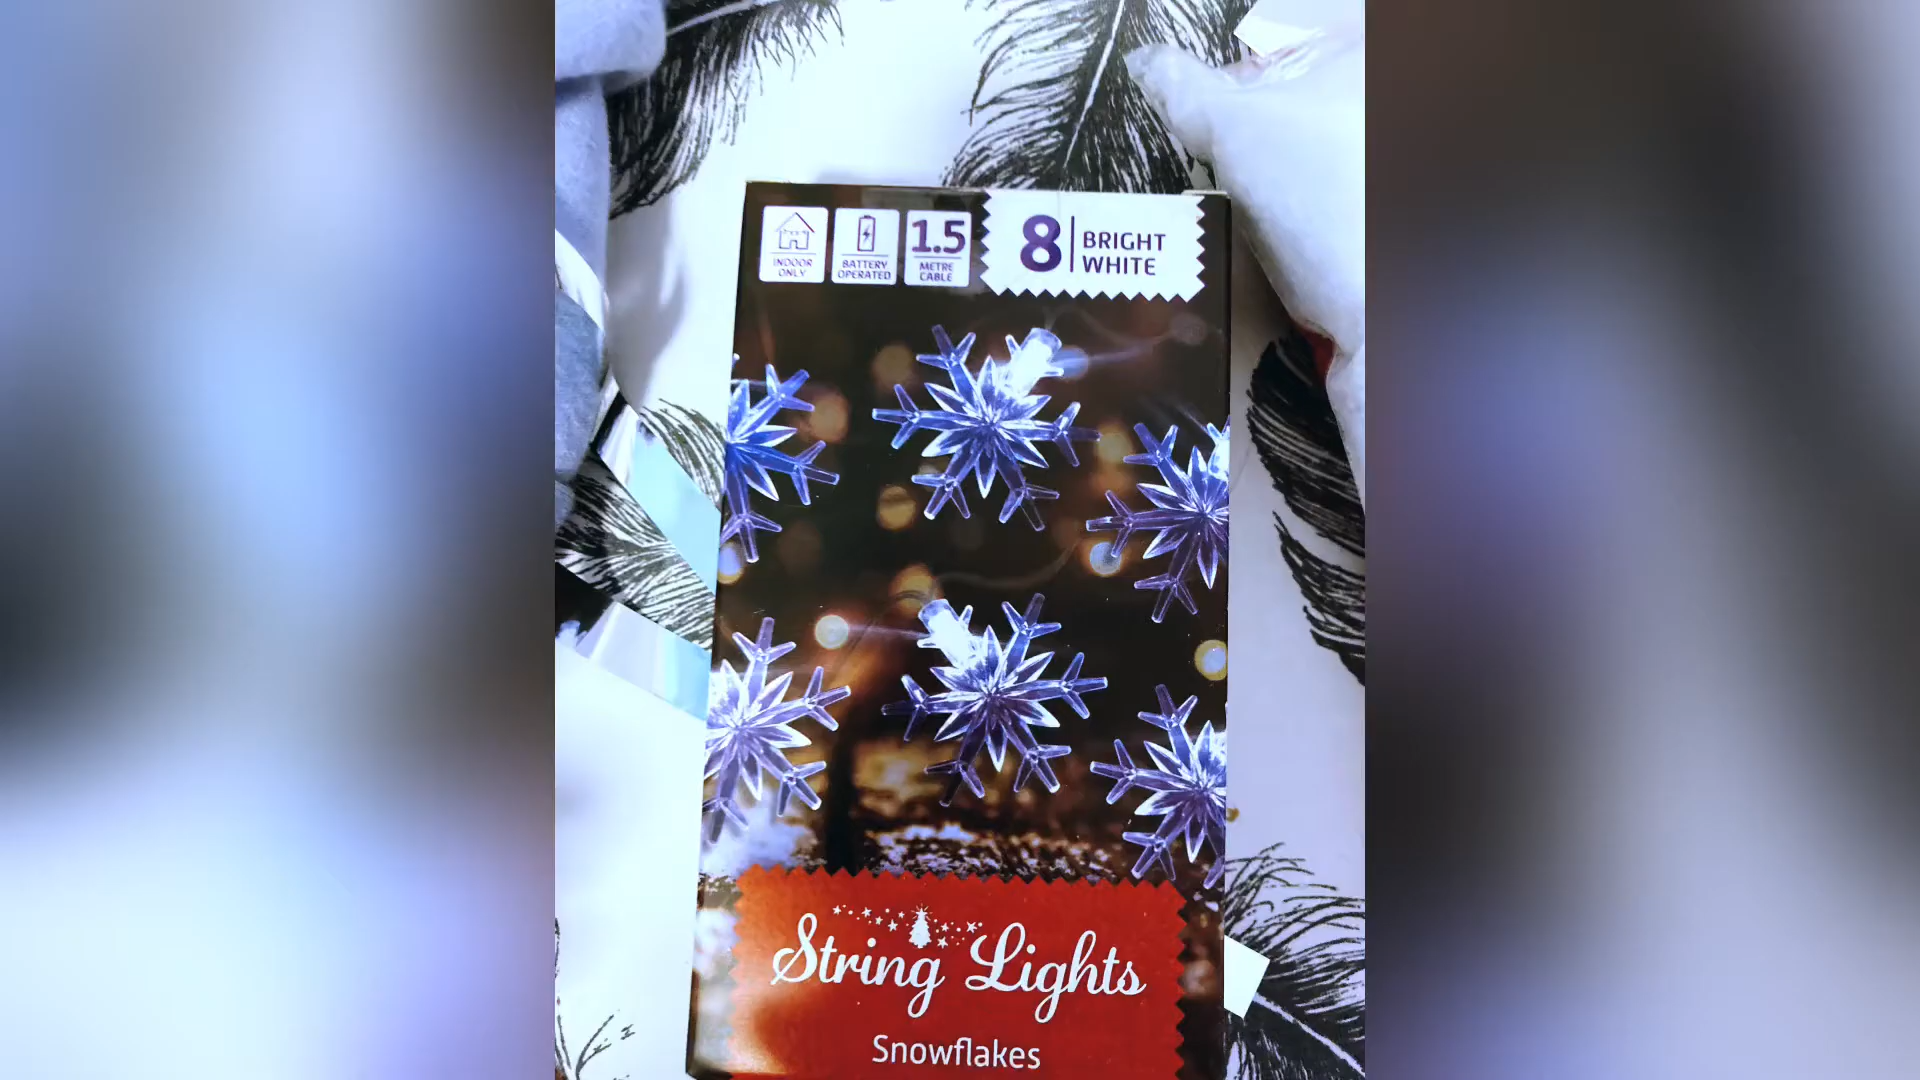 INDOOR
ONLY
BATTERY
OPERATED
1.5
METRE
CABLE
8
BRIGHT
WHITE
String Lights
Snowflakes